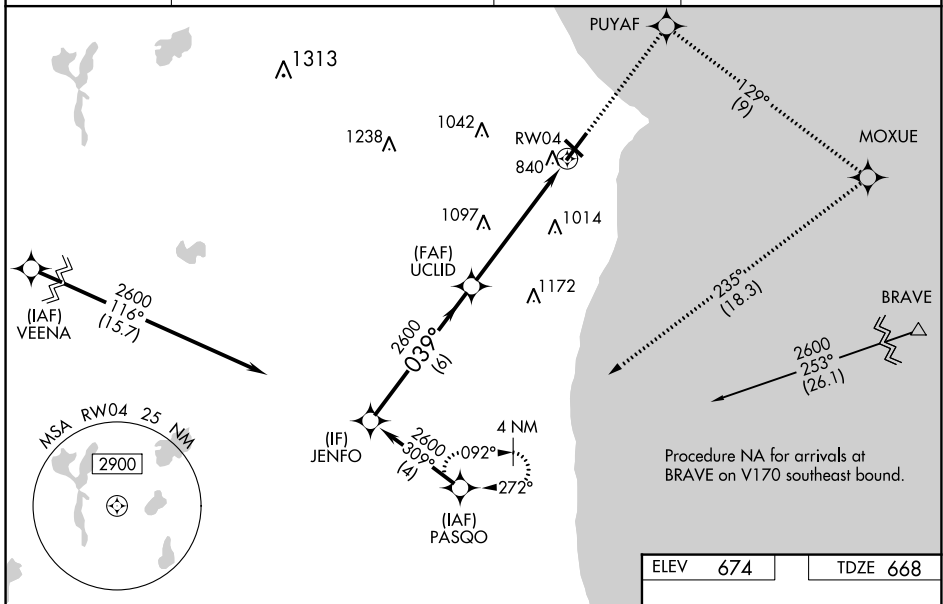 PUYAF
1313
129°
(9)
1042
1238
RW04
840
MOXUE
1097
1014
(FAF)
UCLID
1172
235°
(18.3)
2600
116°
(15.7)
(IAF)
VEENA
BRAVE
2600
253°
(26.1)
2600
039°
(6)
MSA RW04 25 NM
2900
(IF)
JENFO
2600
309°
(4)
4 NM
092°
272°
(IAF)
PASQO
Procedure NA for arrivals at
BRAVE on V170 southeast bound.
ELEV 674
TDZE 668